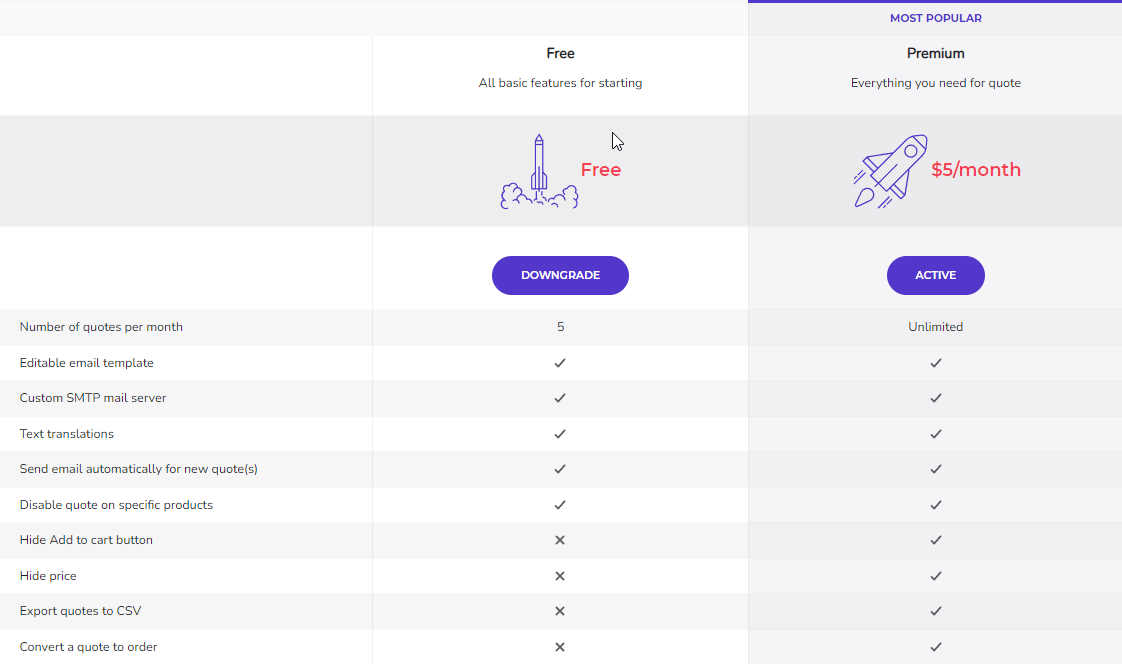 MOST POPULAR
Free
Premium
All basic features for starting
Everything you need for quote
Free
$5/month
DOWNGRADE
ACTIVE
Number of quotes per month 5 Unlimited
Editable email template
Custom SMTP mail server
Text translations
Send email automatically for new quote(s)
Disable quote on specific products
Hide Add to cart button
Hide price
Export quotes to CSV
Convert a quote to order